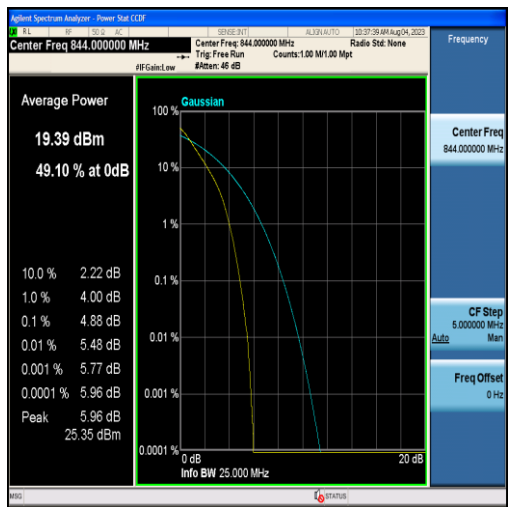 Agilent Spectrum Analyzer - Power Stat CCDF
RL RF 50 Ω AC SENSE:INT ALIGN AUTO 10:37:39 AM Aug 04, 2023
Center Freq 844.000000 MHz
Center Freq: 844.000000 MHz Radio Std: None
Trig: Free Run Counts:1.00 M/1.00 Mpt
#IFGain:Low #Atten: 46 dB
Frequency
Average Power
19.39 dBm
49.10 % at 0dB
10.0 % 2.22 dB
1.0 % 4.00 dB
0.1 % 4.88 dB
0.01 % 5.48 dB
0.001 % 5.77 dB
0.0001 % 5.96 dB
Peak 5.96 dB
25.35 dBm
Gaussian
100 %
10 %
1 %
0.1 %
0.01 %
0.001 %
0.0001 %
0 dB 20 dB
Info BW 25.000 MHz
Center Freq
844.000000 MHz
CF Step
5.000000 MHz
Auto Man
Freq Offset
0 Hz
MSG STATUS